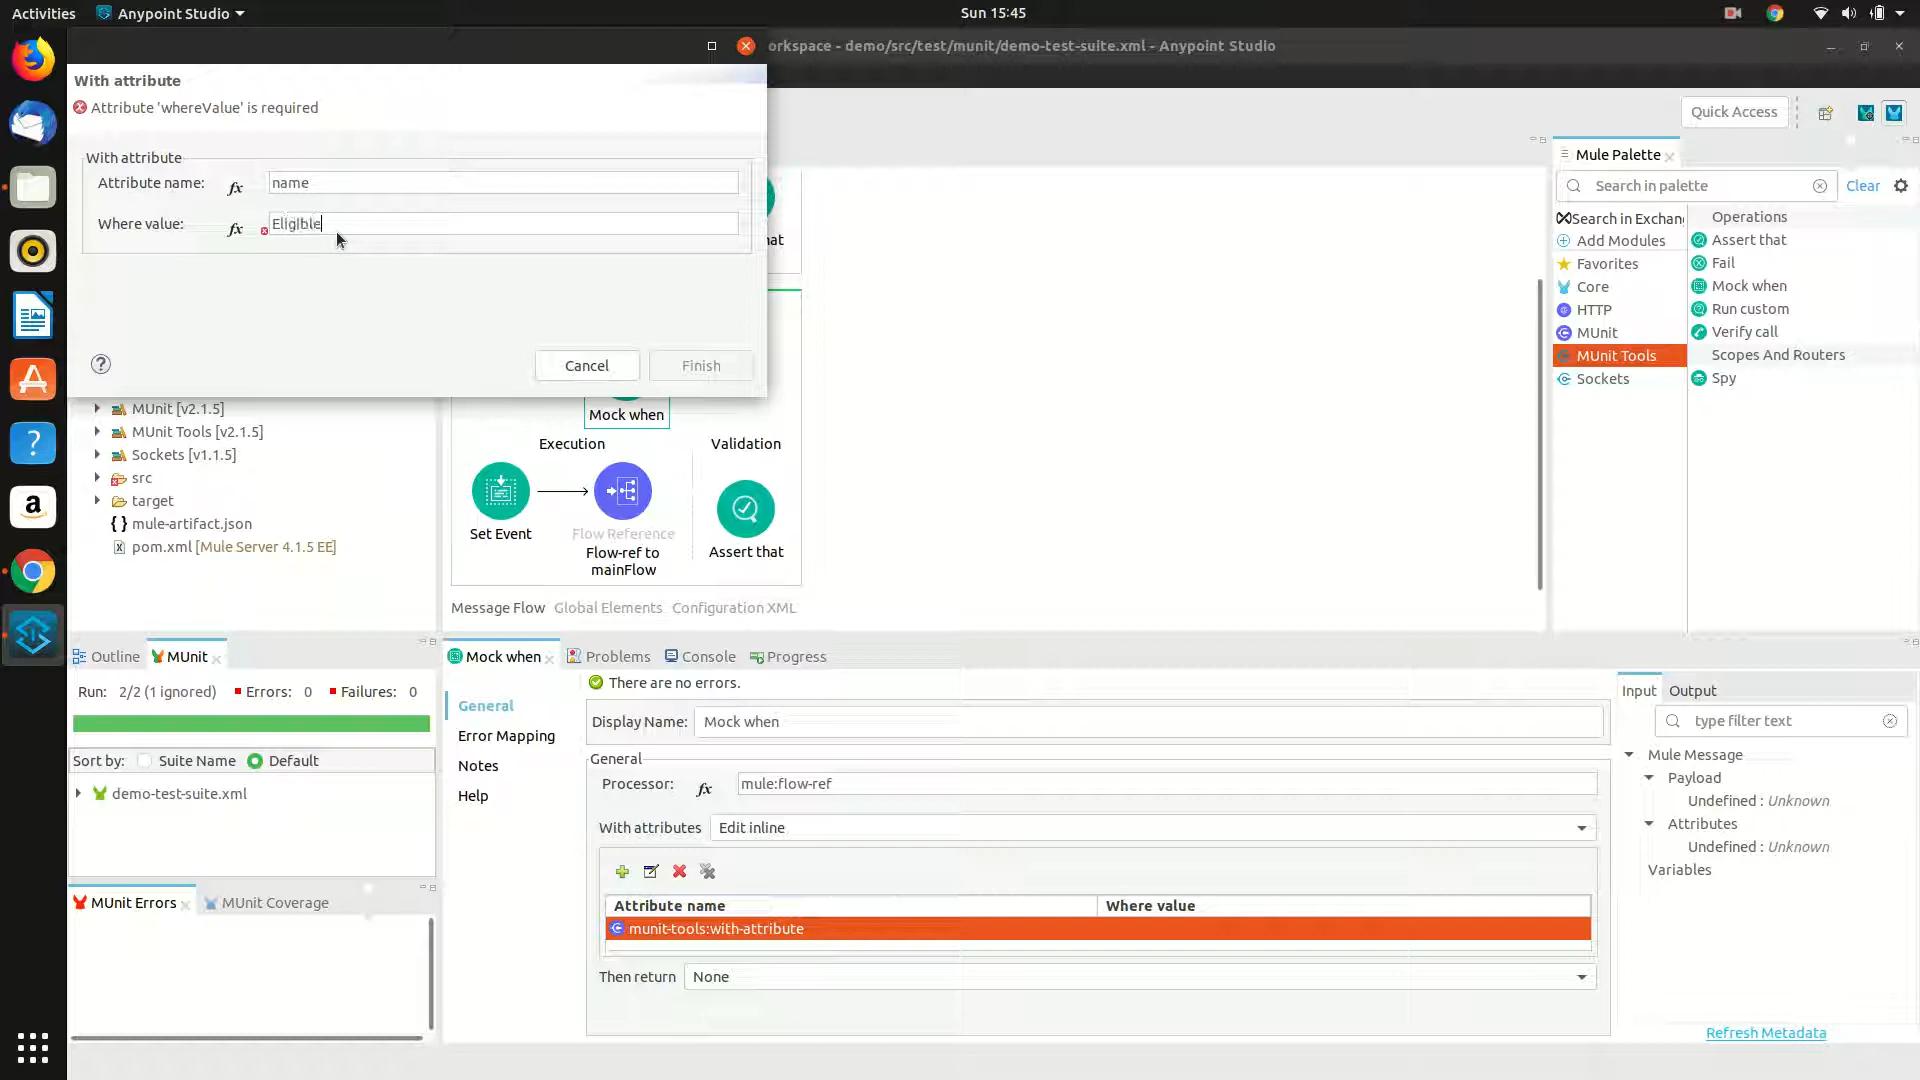 Activities
Anypoint Studio
Sun 15:45
orkspace - demo/src/test/munit/demo-test-suite.xml - Anypoint Studio
With attribute
Attribute 'whereValue' is required
With attribute
Attribute name: fx name
Where value: fx Eligible
Cancel
Finish
Quick Access
hat
Mule Palette
Search in palette
Clear
Search in Exchan
Add Modules
Favorites
Core
HTTP
MUnit
MUnit Tools
Sockets
Operations
Assert that
Fail
Mock when
Run custom
Verify call
Scopes And Routers
Spy
MUnit [v2.1.5]
MUnit Tools [v2.1.5]
Sockets [v1.1.5]
src
target
mule-artifact.json
pom.xml [Mule Server 4.1.5 EE]
Mock when
Execution
Validation
Set Event
Flow Reference
Flow-ref to
mainFlow
Assert that
Message Flow
Global Elements
Configuration XML
Outline
MUnit
Run: 2/2 (1 ignored)
Errors: 0
Failures: 0
Sort by:
Suite Name
Default
demo-test-suite.xml
MUnit Errors
MUnit Coverage
Mock when
Problems
Console
Progress
General
Error Mapping
Notes
Help
There are no errors.
Display Name: Mock when
General
Processor: fx mule:flow-ref
With attributes Edit inline
Attribute name
Where value
munit-tools:with-attribute
Then return None
Input
Output
type filter text
Mule Message
Payload
Undefined : Unknown
Attributes
Undefined : Unknown
Variables
Refresh Metadata